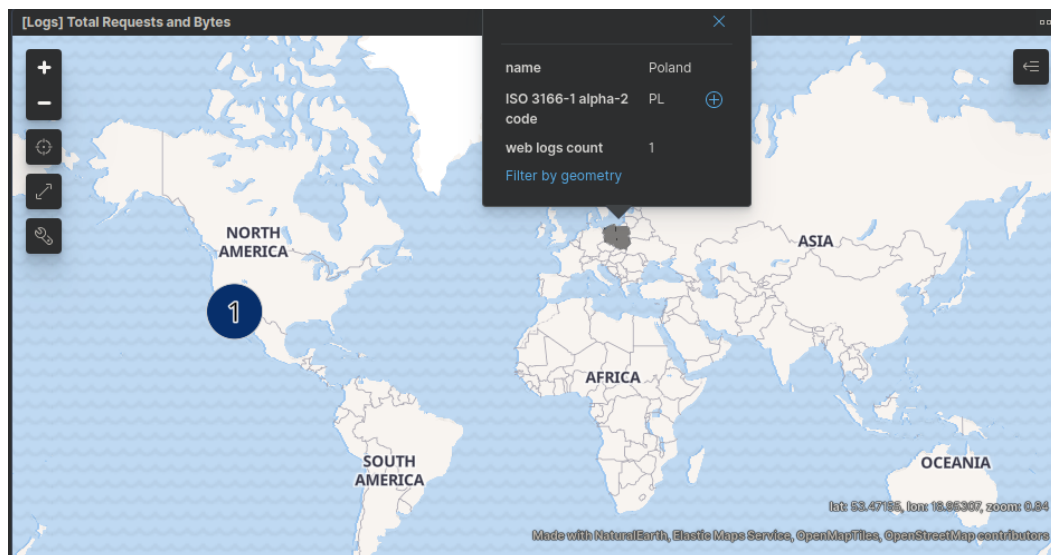 [Logs] Total Requests and Bytes
name Poland
ISO 3166-1 alpha-2 PL
code
web logs count 1
Filter by geometry
NORTH
AMERICA
ASIA
1
AFRICA
SOUTH
AMERICA
OCEANIA
lat: 53.47155, lon: 18.95307, zoom: 0.84
Made with NaturalEarth, Elastic Maps Service, OpenMapTiles, OpenStreetMap contributors